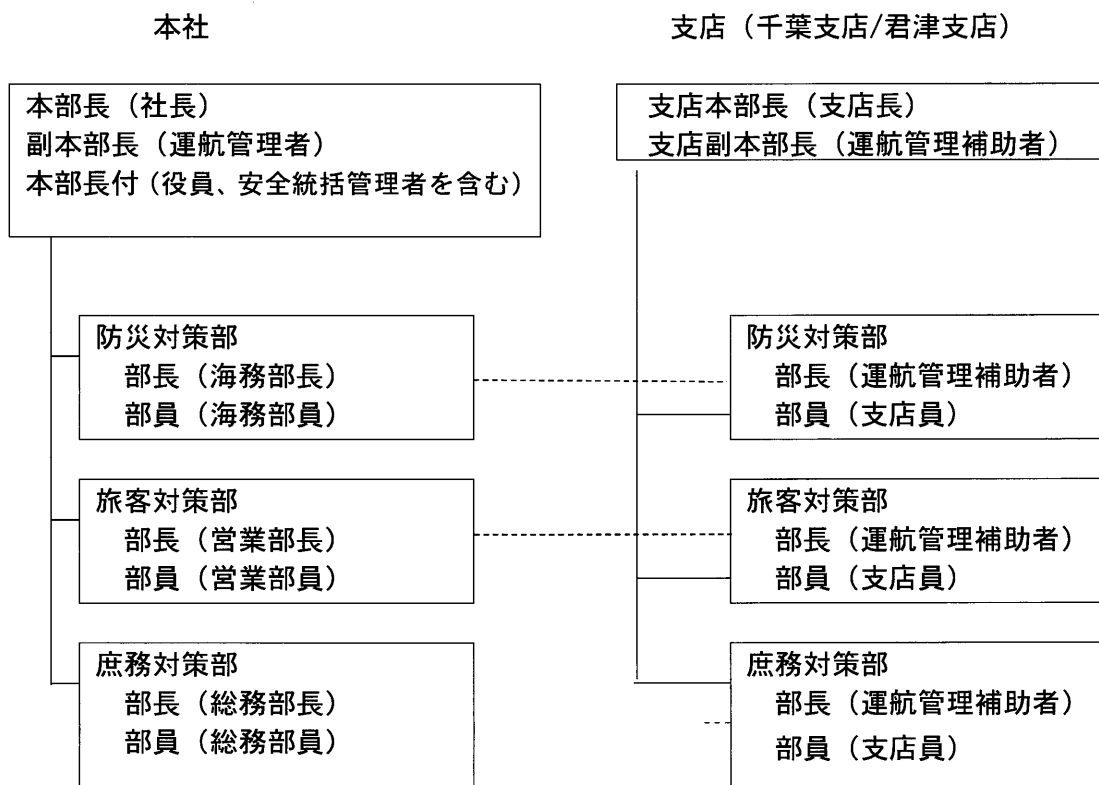 本社
支店（千葉支店/君津支店）
本部長（社長）
副本部長（運航管理者）
本部長付（役員、安全統括管理者を含む）
支店本部長（支店長）
支店副本部長（運航管理補助者）
防災対策部
部長（海務部長）
部員（海務部員）
防災対策部
部長（運航管理補助者）
部員（支店員）
旅客対策部
部長（営業部長）
部員（営業部員）
旅客対策部
部長（運航管理補助者）
部員（支店員）
庶務対策部
部長（総務部長）
部員（総務部員）
庶務対策部
部長（運航管理補助者）
部員（支店員）